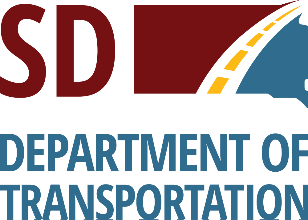 SD
DEPARTMENT OF
TRANSPORTATION